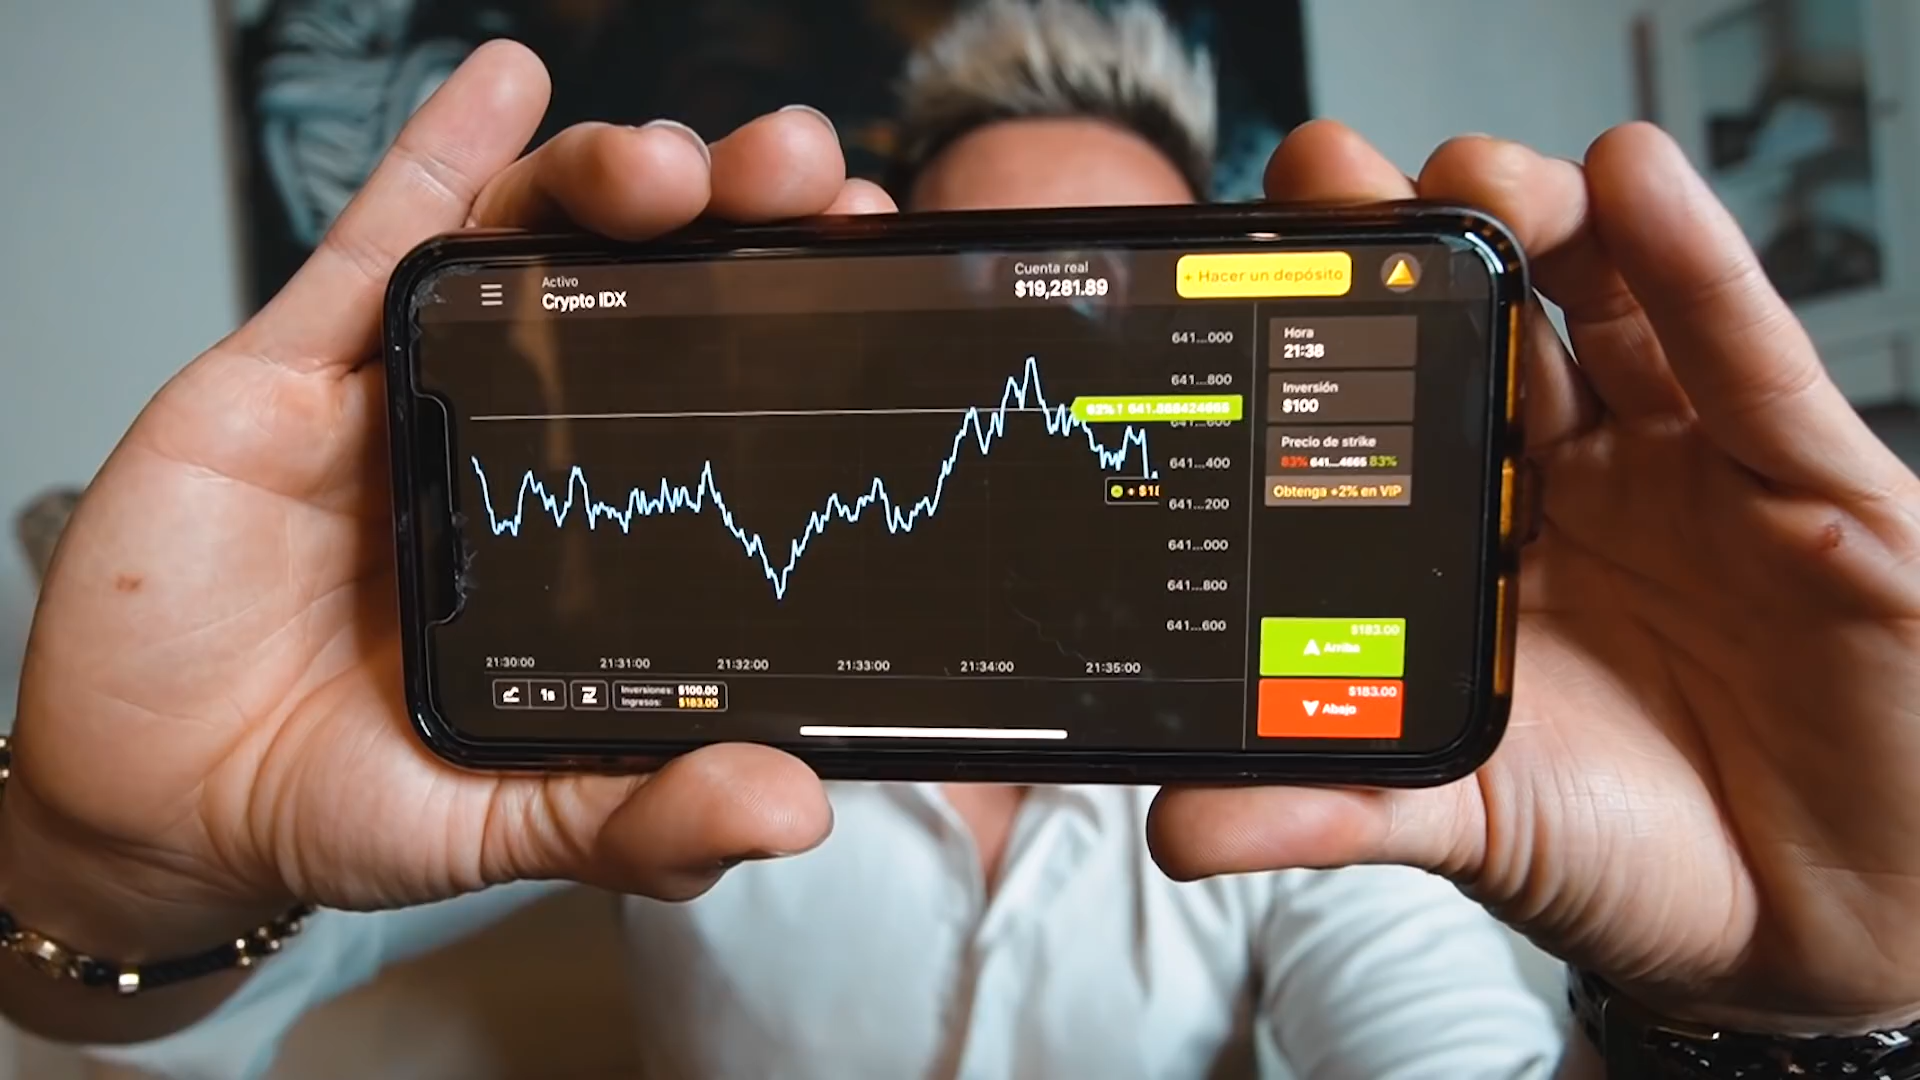 Activo
Crypto IDX
Cuenta real
$19,281.89
+ Hacer un depósito
641...000
641...800
641...600
641...400
641...200
641...000
641...800
641...600
+ $18
21:30:00
21:31:00
21:32:00
21:33:00
21:34:00
21:35:00
1s
Inversiones: $100.00
Ingresos: $183.00
Hora
21:38
Inversión
$100
Precio de strike
83% 641...4665 83%
Obtenga +2% en VIP
$183.00
Arriba
$183.00
Abajo